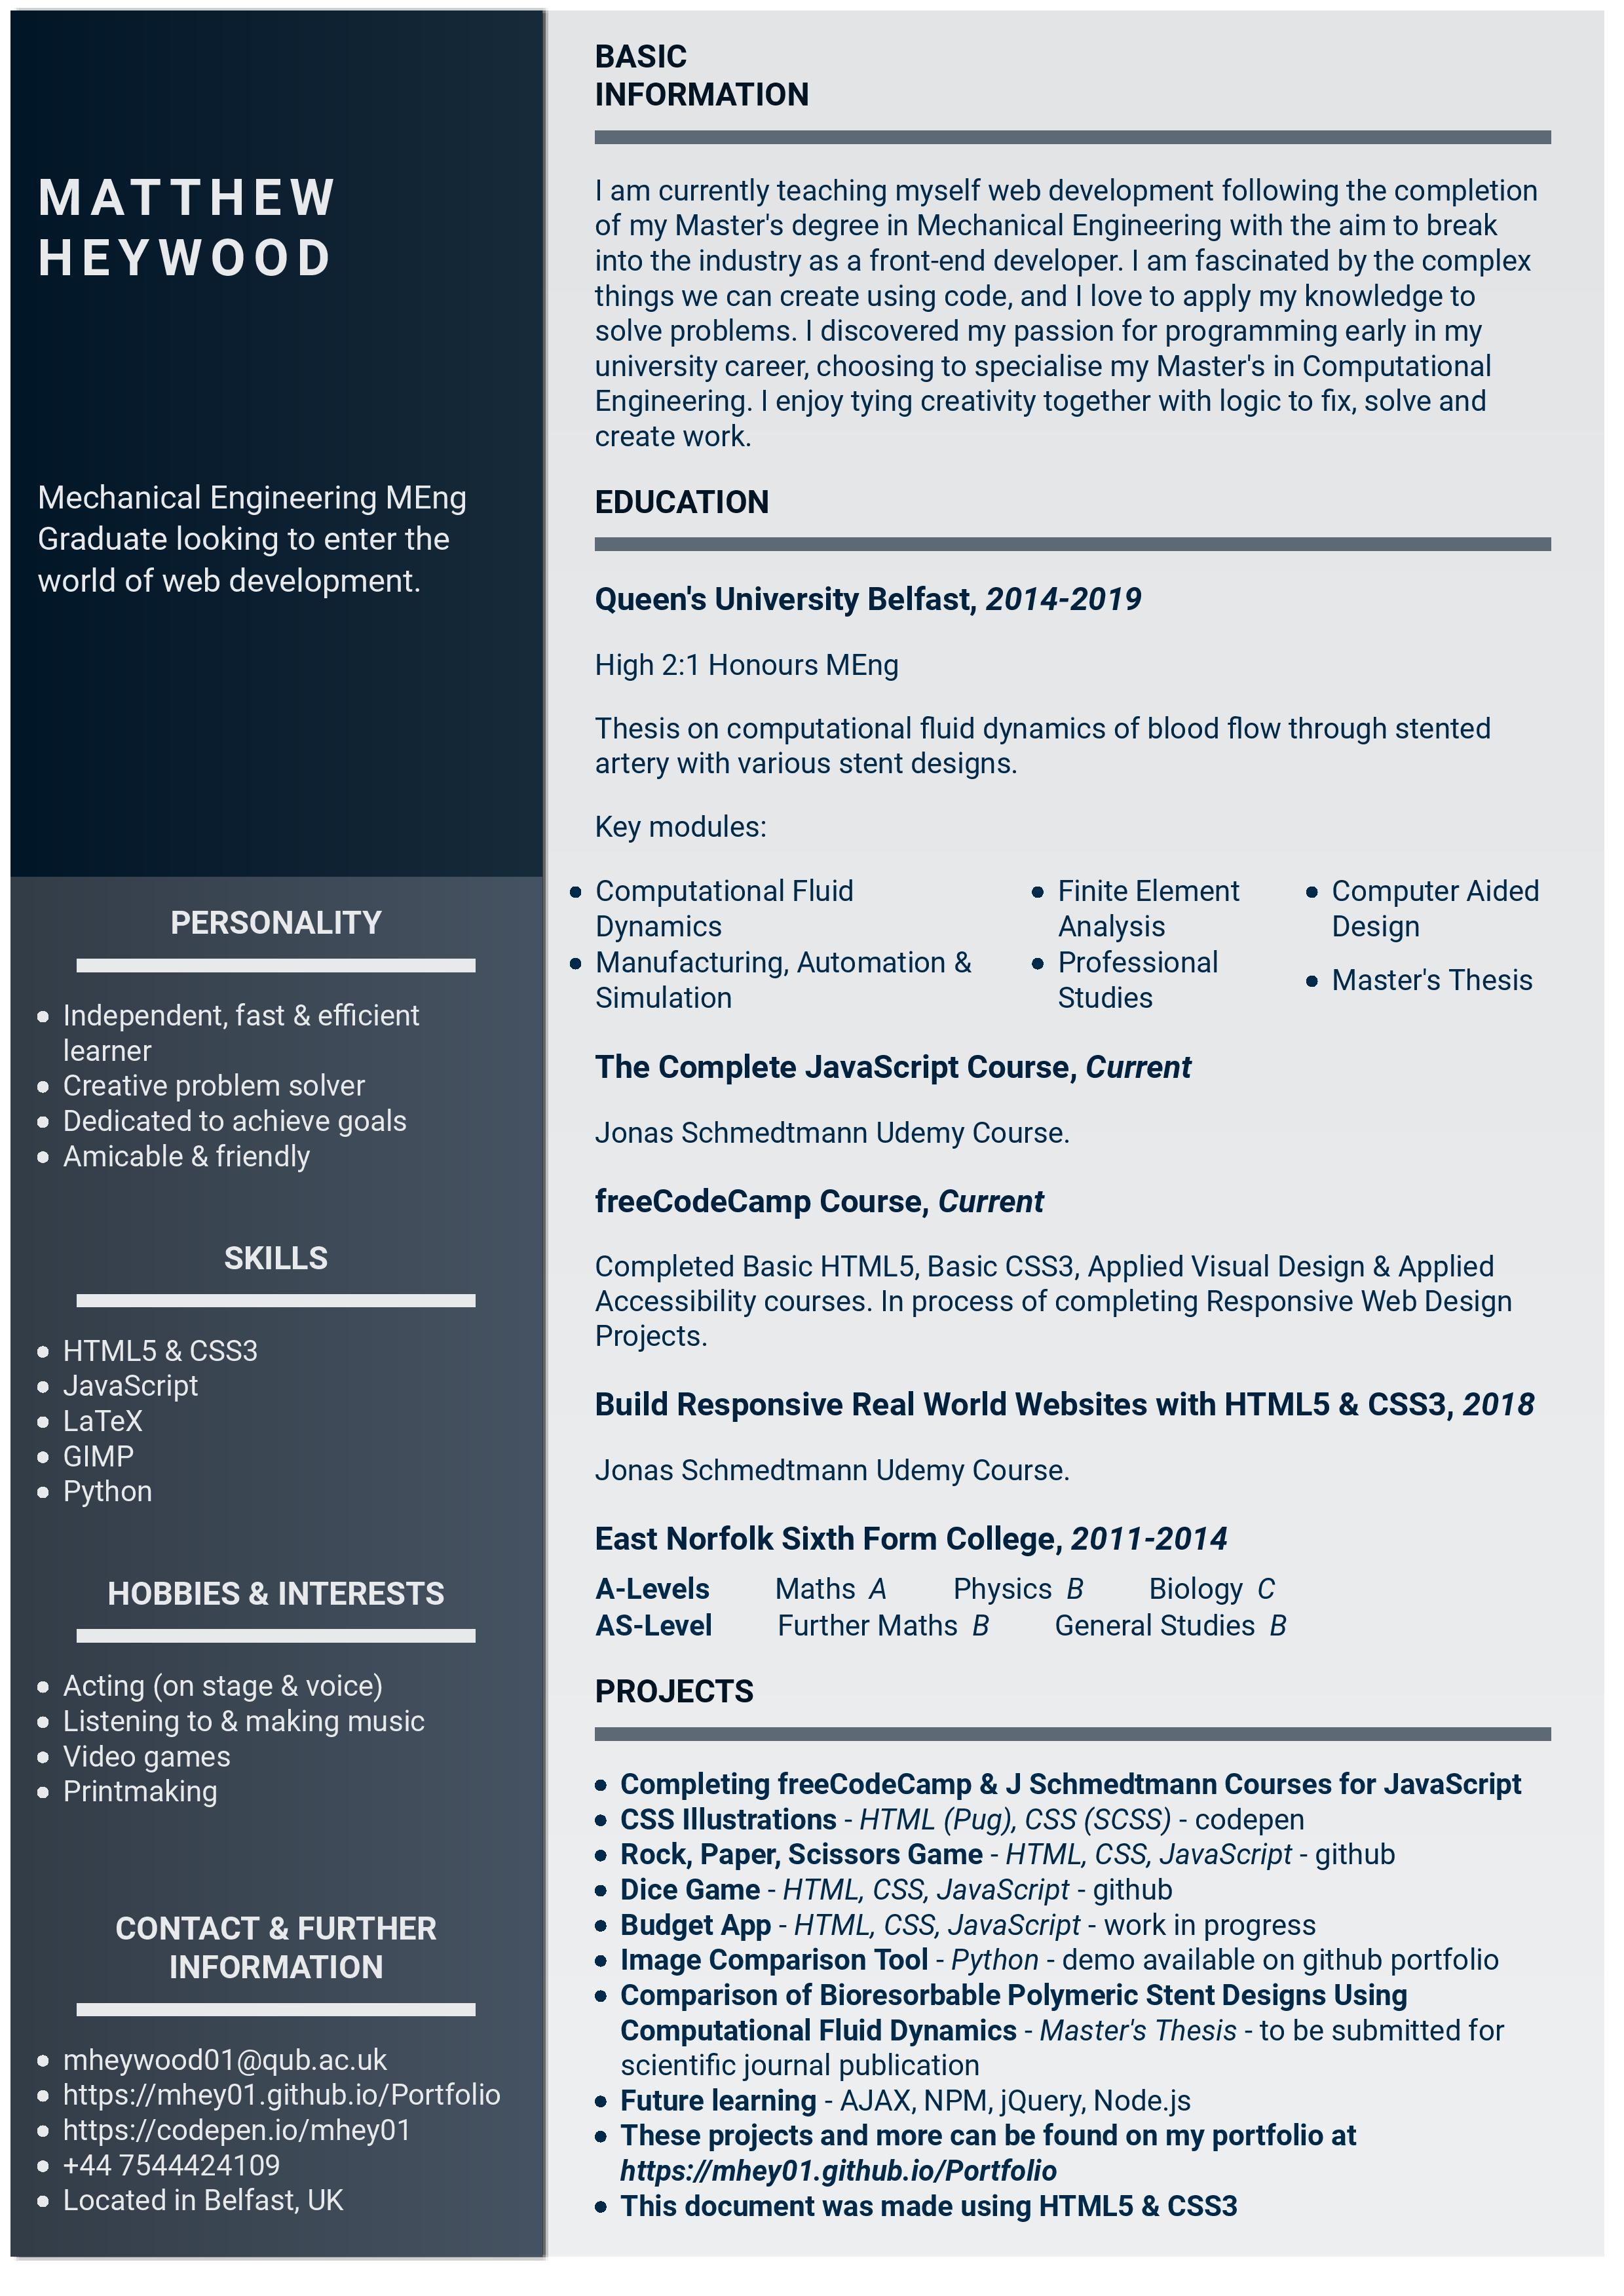 MATTHEW
HEYWOOD
Mechanical Engineering MEng
Graduate looking to enter the
world of web development.
PERSONALITY
Independent, fast & efficient
learner
Creative problem solver
Dedicated to achieve goals
Amicable & friendly
SKILLS
HTML5 & CSS3
JavaScript
LaTeX
GIMP
Python
HOBBIES & INTERESTS
Acting (on stage & voice)
Listening to & making music
Video games
Printmaking
CONTACT & FURTHER
INFORMATION
mheywood01@qub.ac.uk
https://mhey01.github.io/Portfolio
https://codepen.io/mhey01
+44 7544424109
Located in Belfast, UK
BASIC
INFORMATION
I am currently teaching myself web development following the completion
of my Master's degree in Mechanical Engineering with the aim to break
into the industry as a front-end developer. I am fascinated by the complex
things we can create using code, and I love to apply my knowledge to
solve problems. I discovered my passion for programming early in my
university career, choosing to specialise my Master's in Computational
Engineering. I enjoy tying creativity together with logic to fix, solve and
create work.
EDUCATION
Queen's University Belfast, 2014-2019
High 2:1 Honours MEng
Thesis on computational fluid dynamics of blood flow through stented
artery with various stent designs.
Key modules:
Computational Fluid
Dynamics
Finite Element
Analysis
Computer Aided
Design
Manufacturing, Automation &
Simulation
Professional
Studies
Master's Thesis
The Complete JavaScript Course, Current
Jonas Schmedtmann Udemy Course.
freeCodeCamp Course, Current
Completed Basic HTML5, Basic CSS3, Applied Visual Design & Applied
Accessibility courses. In process of completing Responsive Web Design
Projects.
Build Responsive Real World Websites with HTML5 & CSS3, 2018
Jonas Schmedtmann Udemy Course.
East Norfolk Sixth Form College, 2011-2014
A-Levels Maths A Physics B Biology C
AS-Level Further Maths B General Studies B
PROJECTS
Completing freeCodeCamp & J Schmedtmann Courses for JavaScript
CSS Illustrations - HTML (Pug), CSS (SCSS) - codepen
Rock, Paper, Scissors Game - HTML, CSS, JavaScript - github
Dice Game - HTML, CSS, JavaScript - github
Budget App - HTML, CSS, JavaScript - work in progress
Image Comparison Tool - Python - demo available on github portfolio
Comparison of Bioresorbable Polymeric Stent Designs Using
Computational Fluid Dynamics - Master's Thesis - to be submitted for
scientific journal publication
Future learning - AJAX, NPM, jQuery, Node.js
These projects and more can be found on my portfolio at
https://mhey01.github.io/Portfolio
This document was made using HTML5 & CSS3